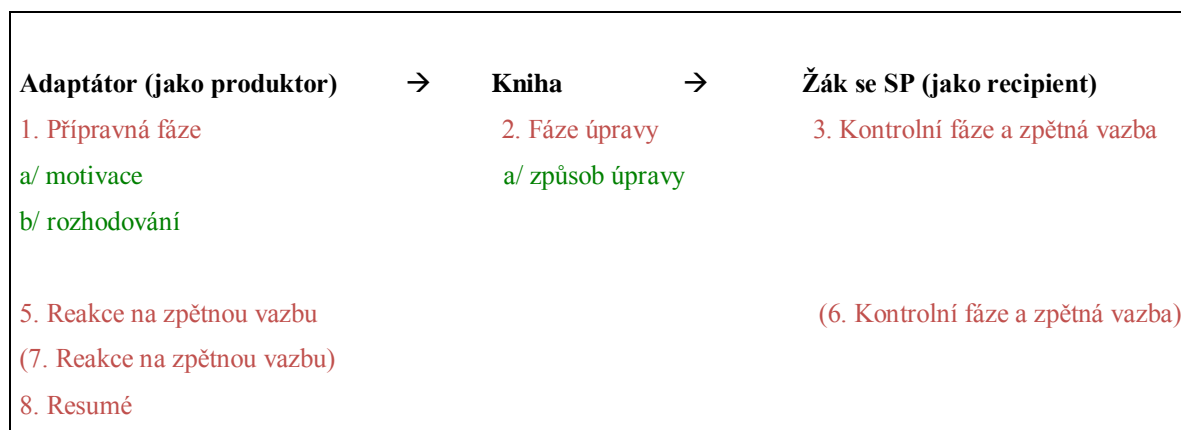 Adaptátor (jako produktor) → Kniha → Žák se SP (jako recipient)
1. Přípravná fáze 2. Fáze úpravy 3. Kontrolní fáze a zpětná vazba
a/ motivace a/ způsob úpravy
b/ rozhodování
5. Reakce na zpětnou vazbu (6. Kontrolní fáze a zpětná vazba)
(7. Reakce na zpětnou vazbu)
8. Resumé